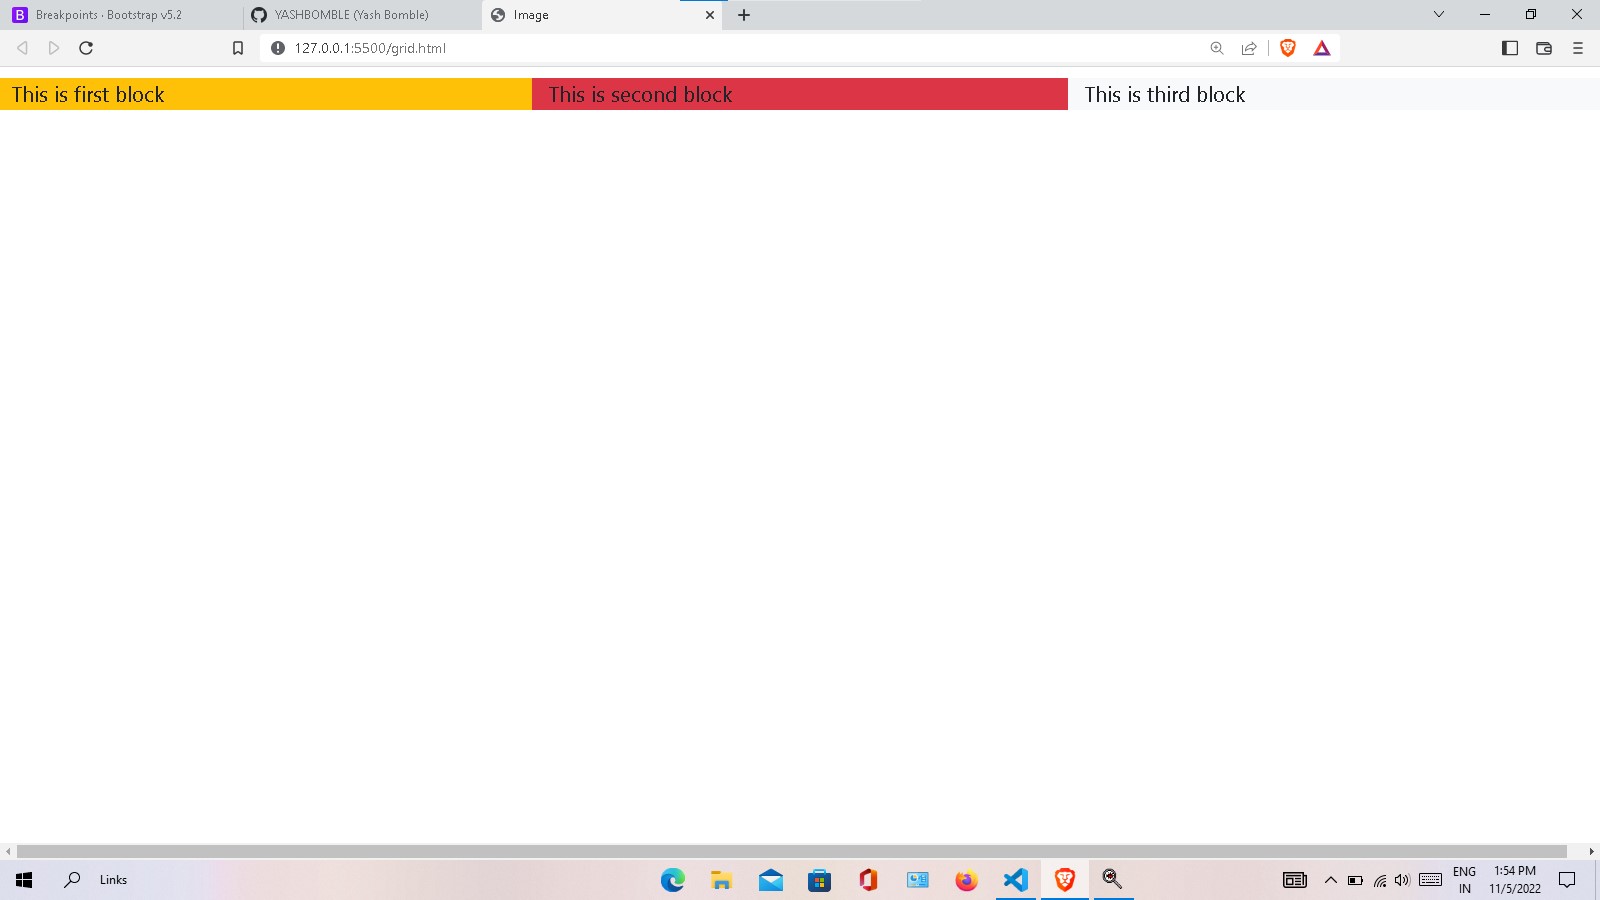 Breakpoints · Bootstrap v5.2
YASHBOMBLE (Yash Bomble)
Image
127.0.0.1:5500/grid.html
This is first block
This is second block
This is third block
Links
ENG
IN
1:54 PM
11/5/2022